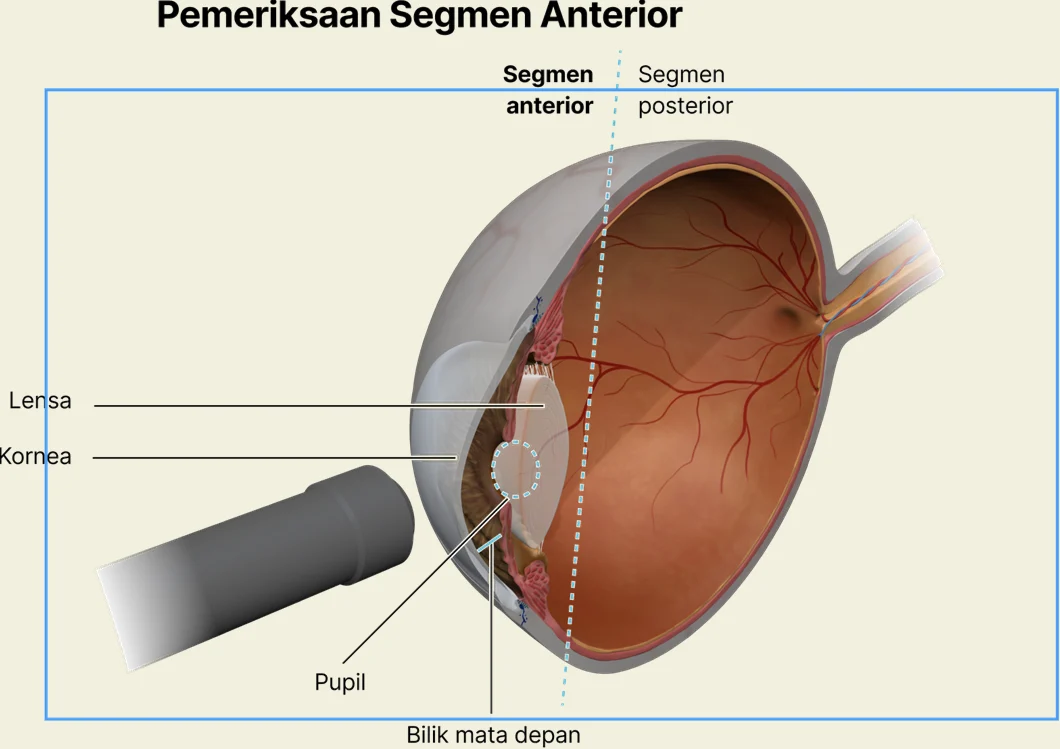 Pemeriksaan Segmen Anterior
Segmen
anterior
Segmen
posterior
Lensa
Kornea
Pupil
Bilik mata depan